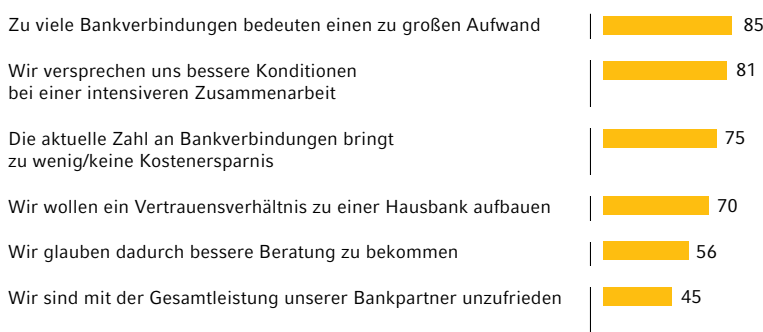 Zu viele Bankverbindungen bedeuten einen zu großen Aufwand 85
Wir versprechen uns bessere Konditionen
bei einer intensiveren Zusammenarbeit 81
Die aktuelle Zahl an Bankverbindungen bringt
zu wenig/keine Kostenersparnis 75
Wir wollen ein Vertrauensverhältnis zu einer Hausbank aufbauen 70
Wir glauben dadurch bessere Beratung zu bekommen 56
Wir sind mit der Gesamtleistung unserer Bankpartner unzufrieden 45